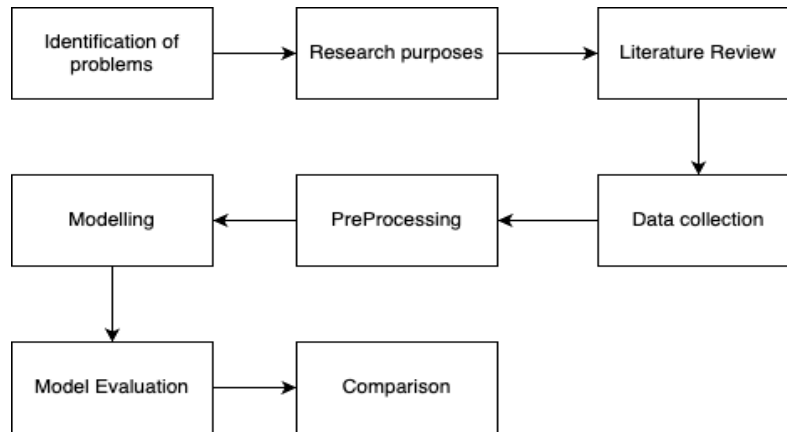 Identification of
problems
Research purposes
Literature Review
Data collection
PreProcessing
Modelling
Model Evaluation
Comparison